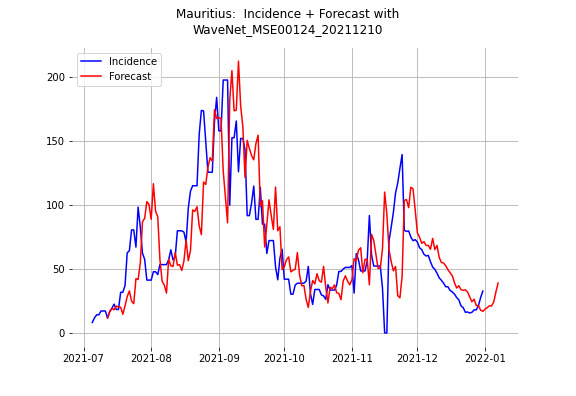 Mauritius:  Incidence + Forecast with
WaveNet_MSE00124_20211210
Incidence
Forecast
200
150
100
50
0
2021-07 2021-08 2021-09 2021-10 2021-11 2021-12 2022-01